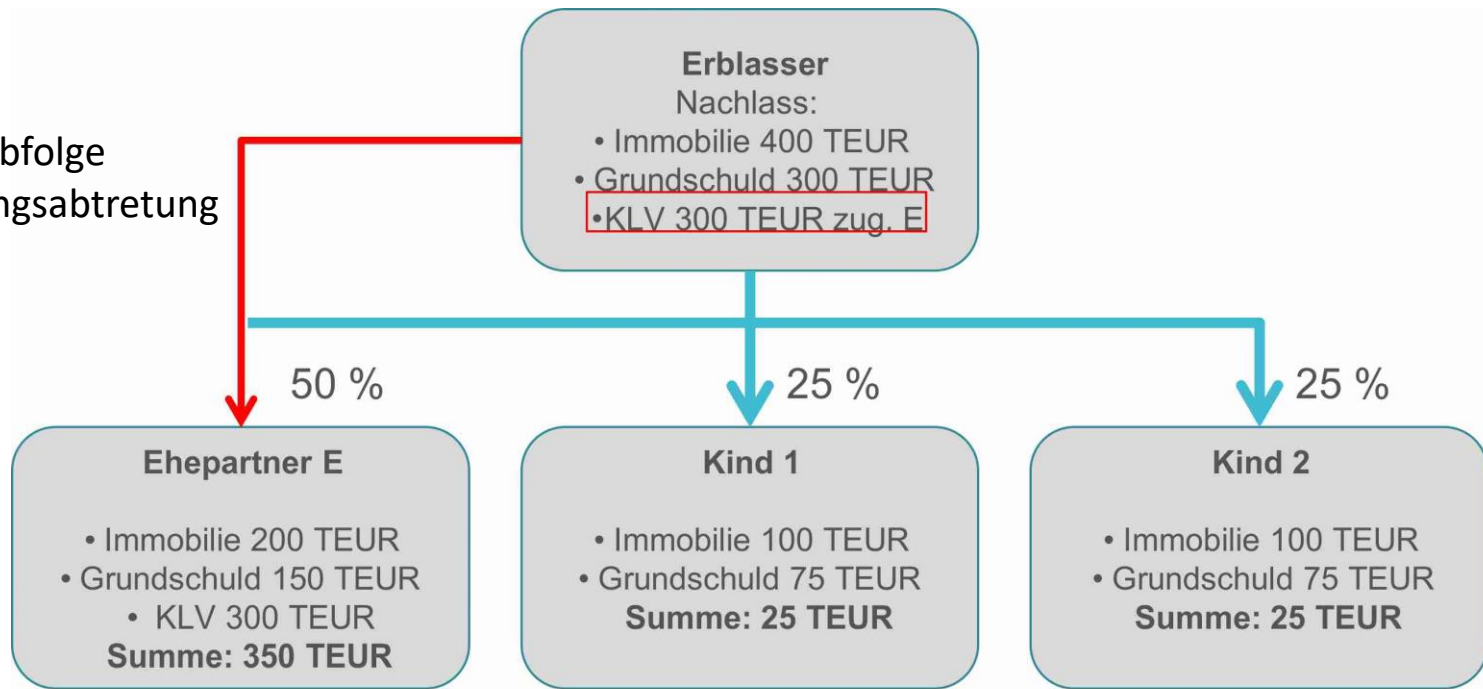 Erblasser
Nachlass:
• Immobilie 400 TEUR
• Grundschuld 300 TEUR
•KLV 300 TEUR zug. E
bfolge
ngsabtretung
50 %
25 %
25 %
Ehepartner E
• Immobilie 200 TEUR
• Grundschuld 150 TEUR
• KLV 300 TEUR
Summe: 350 TEUR
Kind 1
• Immobilie 100 TEUR
• Grundschuld 75 TEUR
Summe: 25 TEUR
Kind 2
• Immobilie 100 TEUR
• Grundschuld 75 TEUR
Summe: 25 TEUR